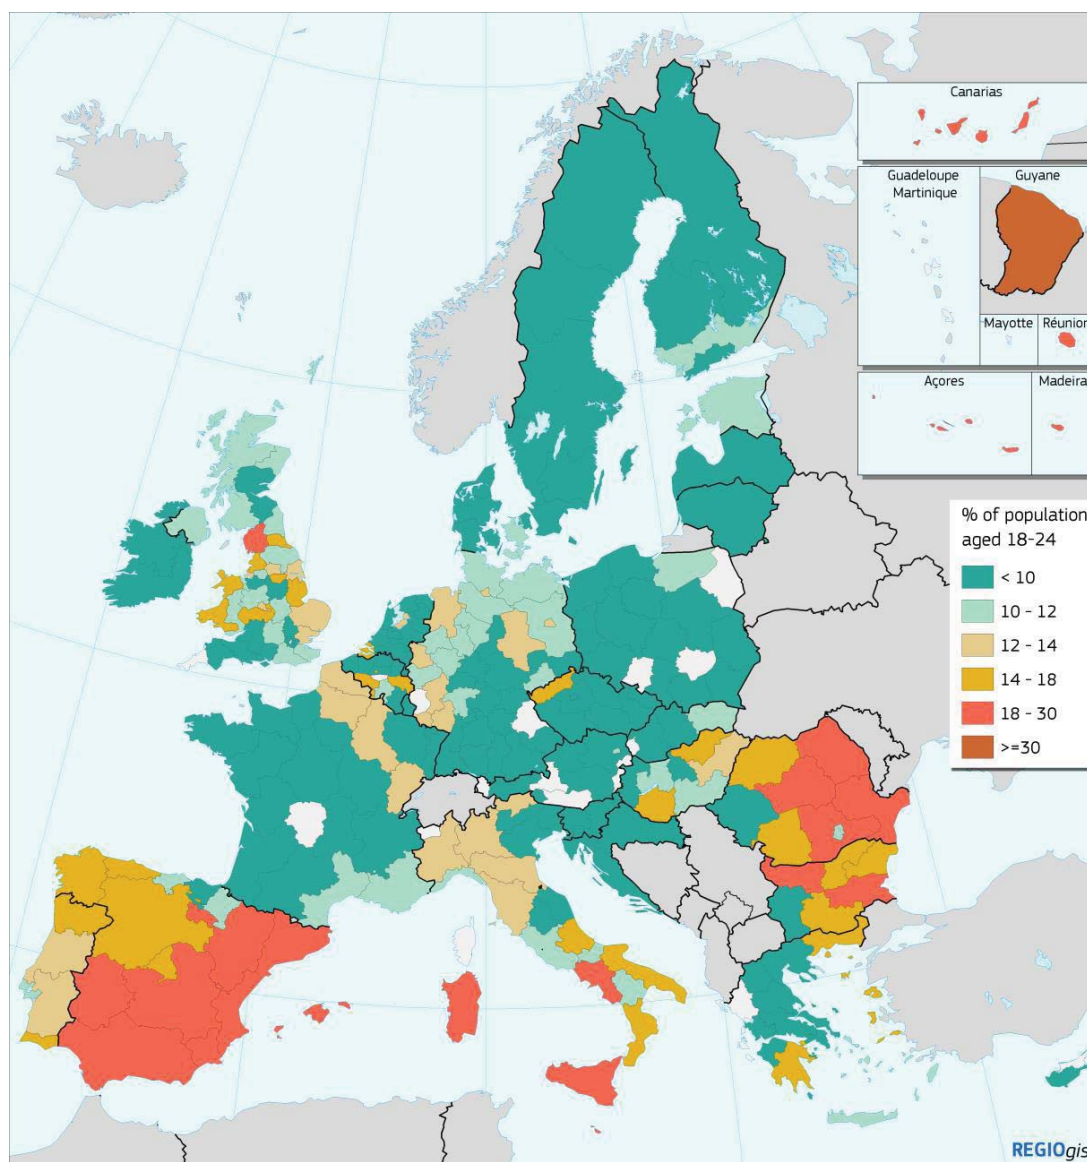 Canarias
Guadeloupe
Martinique
Guyane
Mayotte
Réunion
Açores
Madeira
% of population
aged 18-24
< 10
10 - 12
12 - 14
14 - 18
18 - 30
>=30
REGIOgis